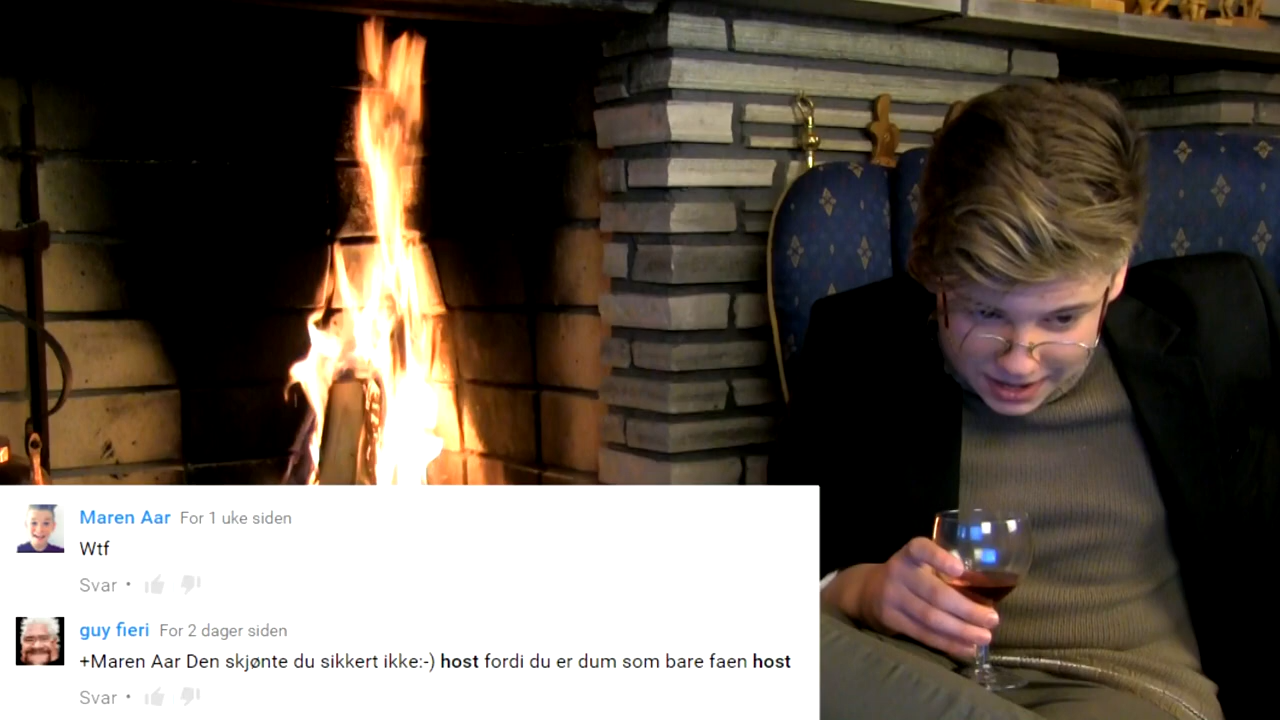 Maren Aar For 1 uke siden
Wtf
Svar •
guy fieri For 2 dager siden
+Maren Aar Den skjønte du sikkert ikke:-) host fordi du er dum som bare faen host
Svar •